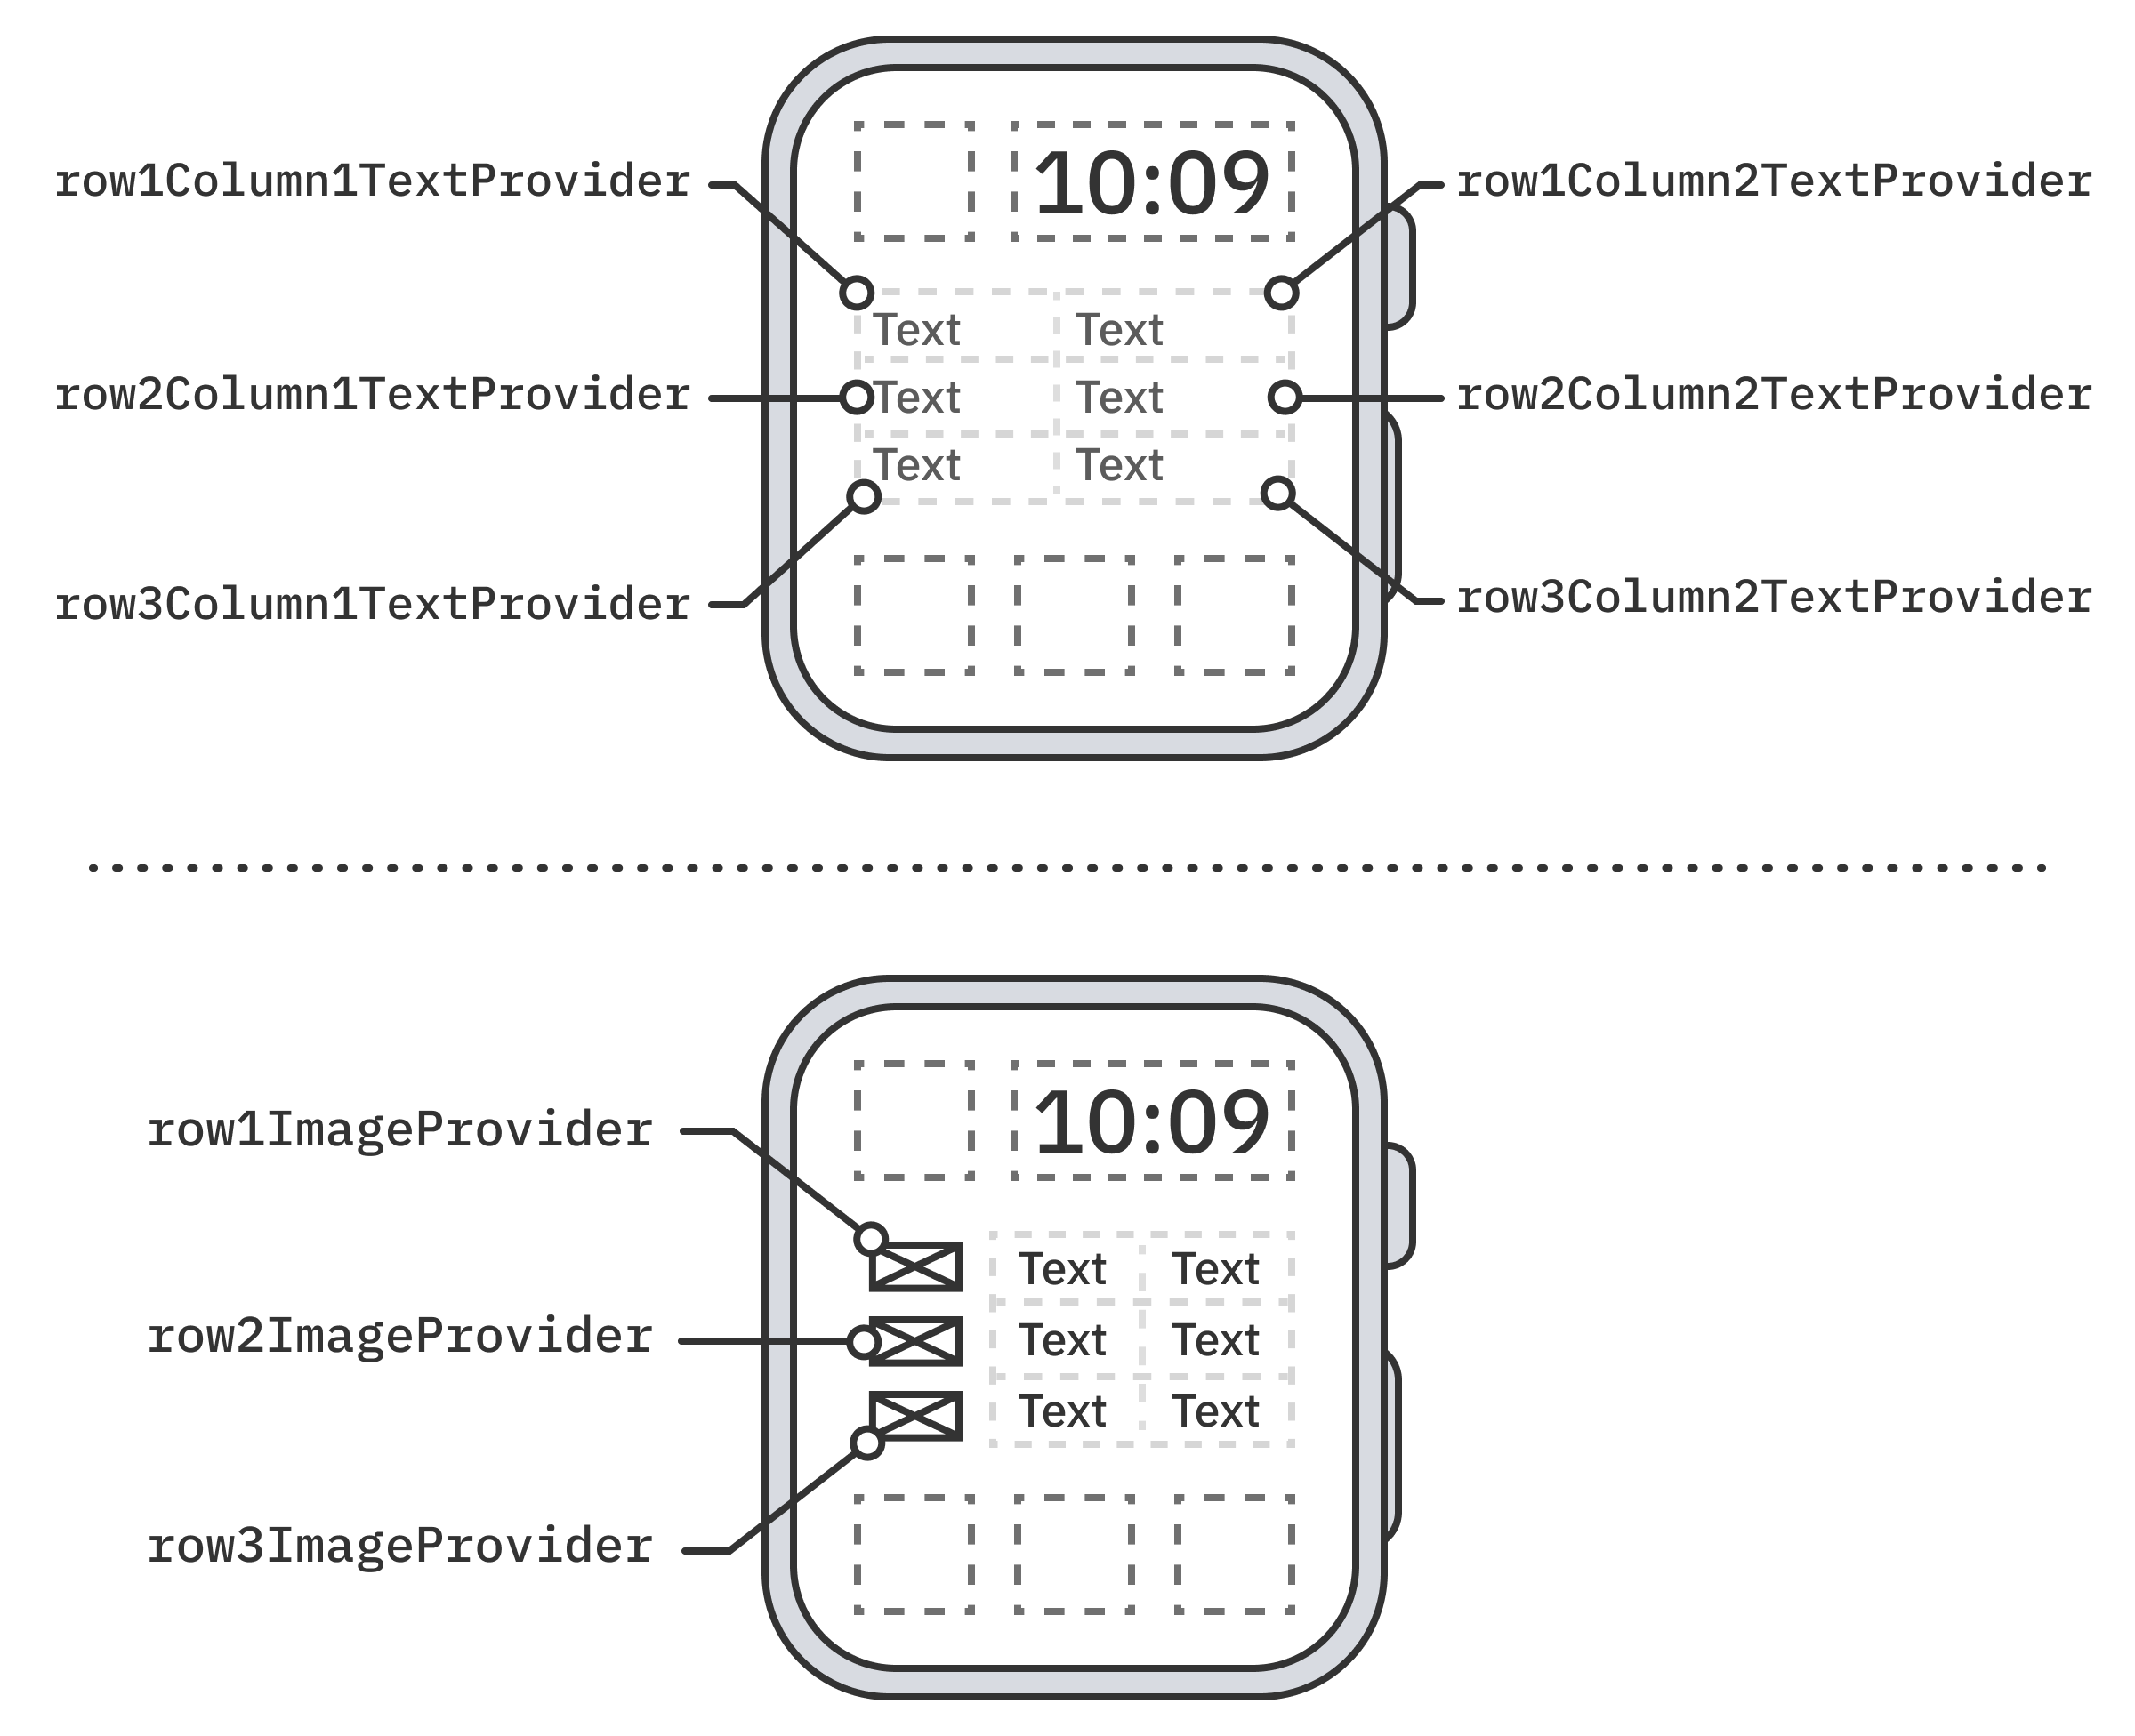 10:09
row1Column1TextProvider
row1Column2TextProvider
Text Text
row2Column1TextProvider
Text Text
row2Column2TextProvider
Text Text
row3Column1TextProvider
row3Column2TextProvider
10:09
row1ImageProvider
Text Text
row2ImageProvider
Text Text
Text Text
row3ImageProvider